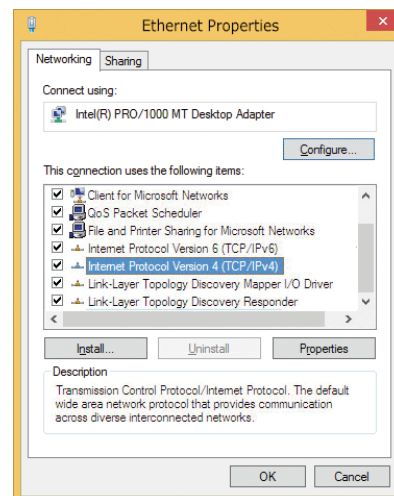 Ethernet Properties
Networking Sharing
Connect using:
Intel(R) PRO/1000 MT Desktop Adapter
Configure...
This connection uses the following items:
Client for Microsoft Networks
QoS Packet Scheduler
File and Printer Sharing for Microsoft Networks
Internet Protocol Version 6 (TCP/IPv6)
Internet Protocol Version 4 (TCP/IPv4)
Link-Layer Topology Discovery Mapper I/O Driver
Link-Layer Topology Discovery Responder
Install... Uninstall Properties
Description
Transmission Control Protocol/Internet Protocol. The default
wide area network protocol that provides communication
across diverse interconnected networks.
OK Cancel